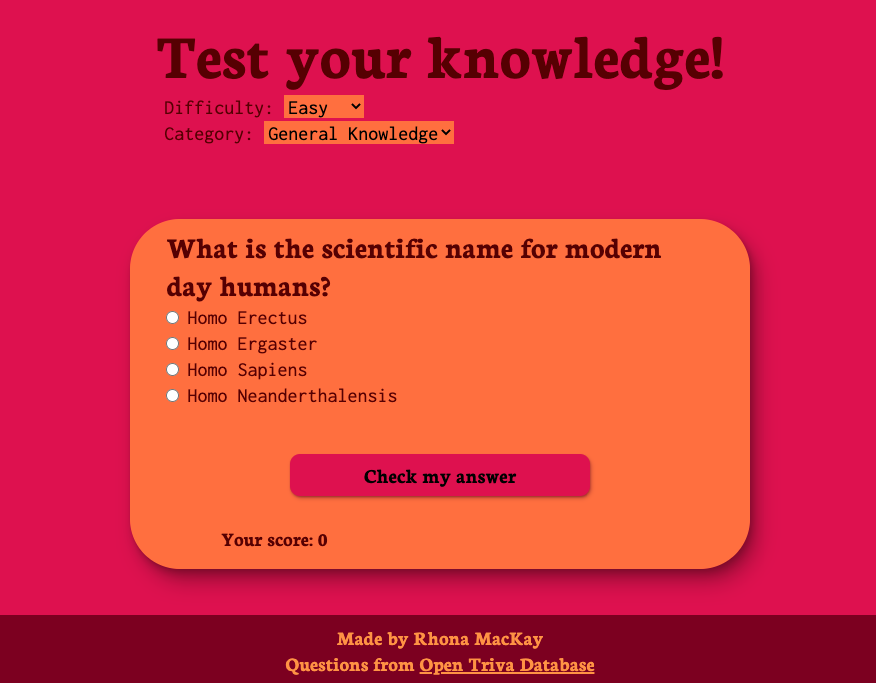 Test your knowledge!
Difficulty: Easy
Category: General Knowledge
What is the scientific name for modern
day humans?
Homo Erectus
Homo Ergaster
Homo Sapiens
Homo Neanderthalensis
Check my answer
Your score: 0
Made by Rhona MacKay
Questions from Open Triva Database